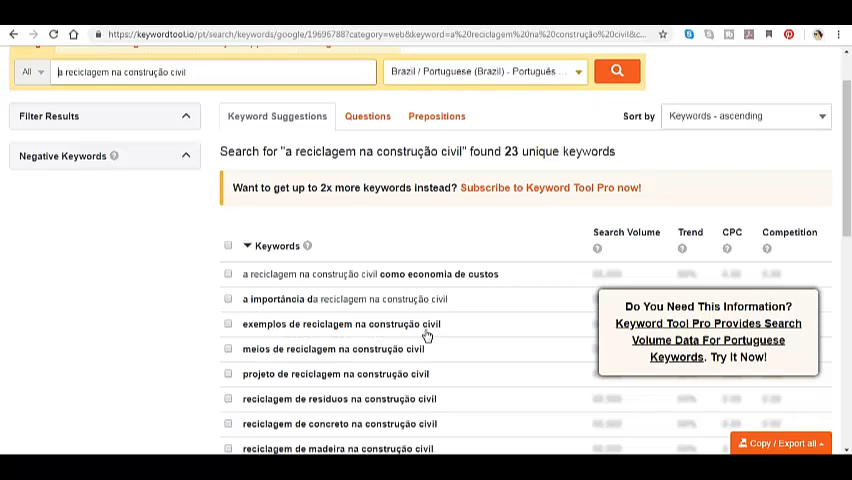 https://keywordtool.io/pt/search/keywords/google/19696788?category=web&keyword=a%20reciclagem%20na%20construção%20civil&c...
All
a reciclagem na construção civil
Brazil / Portuguese (Brazil) - Português ...
Filter Results
Keyword Suggestions
Questions
Prepositions
Sort by
Keywords - ascending
Negative Keywords
Search for "a reciclagem na construção civil" found 23 unique keywords
Want to get up to 2x more keywords instead? Subscribe to Keyword Tool Pro now!
Keywords
Search Volume
Trend
CPC
Competition
a reciclagem na construção civil como economia de custos
a importância da reciclagem na construção civil
exemplos de reciclagem na construção civil
meios de reciclagem na construção civil
projeto de reciclagem na construção civil
reciclagem de resíduos na construção civil
reciclagem de concreto na construção civil
reciclagem de madeira na construção civil
Do You Need This Information?
Keyword Tool Pro Provides Search
Volume Data For Portuguese
Keywords. Try It Now!
Copy / Export all